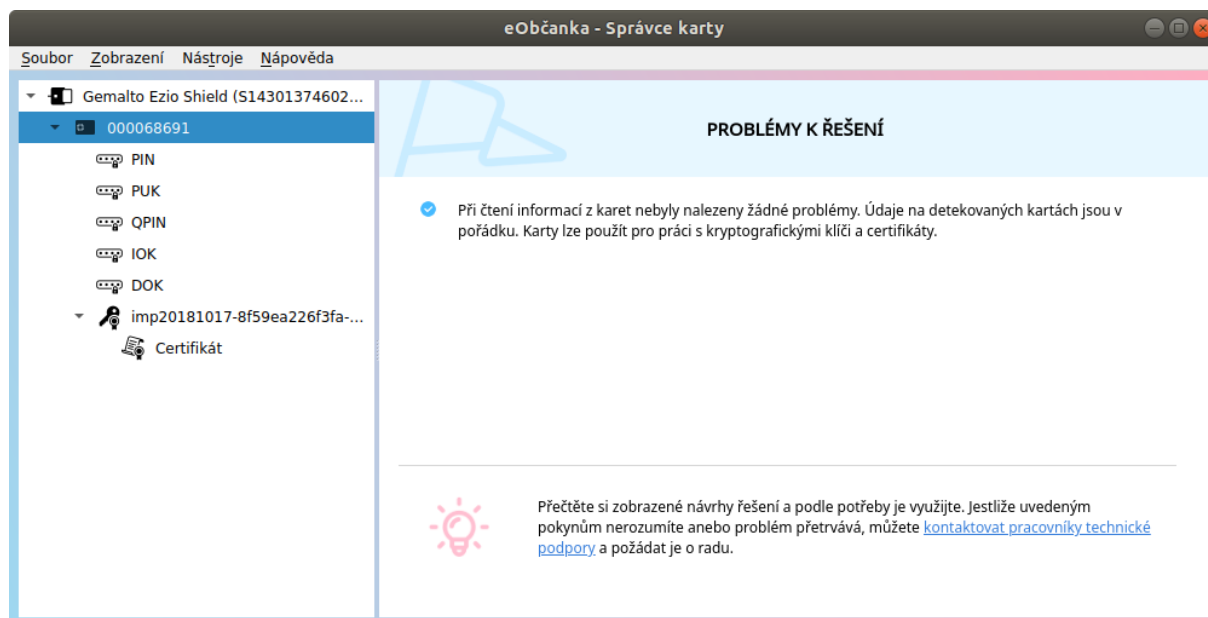 eObčanka - Správce karty
Soubor Zobrazení Nástroje Nápověda
Gemalto Ezio Shield (S14301374602...
000068691
PIN
PUK
QPIN
IOK
DOK
imp20181017-8f59ea226f3fa-...
Certifikát
PROBLÉMY K ŘEŠENÍ
Při čtení informací z karet nebyly nalezeny žádné problémy. Údaje na detekovaných kartách jsou v
pořádku. Karty lze použít pro práci s kryptografickými klíči a certifikáty.
Přečtěte si zobrazené návrhy řešení a podle potřeby je využijte. Jestliže uvedeným
pokynům nerozumíte anebo problém přetrvává, můžete kontaktovat pracovníky technické
podpory a požádat je o radu.